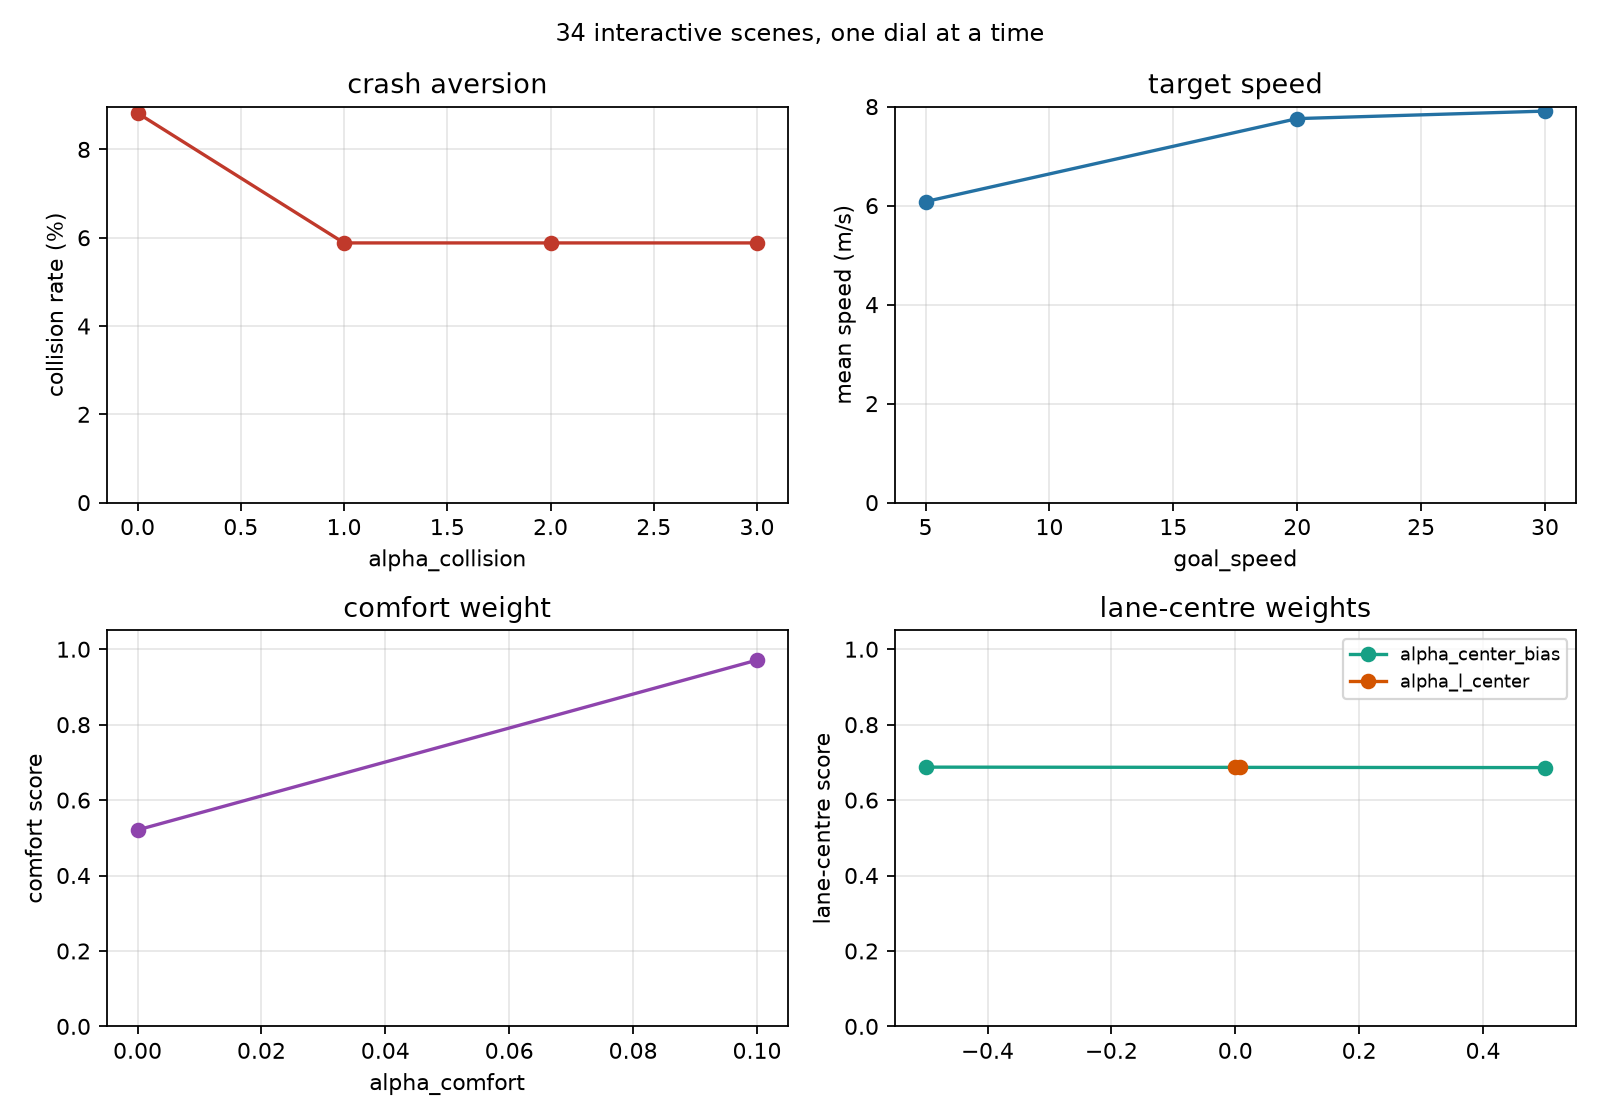 34 interactive scenes, one dial at a time
crash aversion
collision rate (%)
8
6
4
2
0
0.0 0.5 1.0 1.5 2.0 2.5 3.0
alpha_collision
target speed
mean speed (m/s)
8
6
4
2
0
5 10 15 20 25 30
goal_speed
comfort weight
comfort score
1.0
0.8
0.6
0.4
0.2
0.0
0.00 0.02 0.04 0.06 0.08 0.10
alpha_comfort
lane-centre weights
alpha_center_bias
alpha_l_center
lane-centre score
1.0
0.8
0.6
0.4
0.2
0.0
−0.4 −0.2 0.0 0.2 0.4